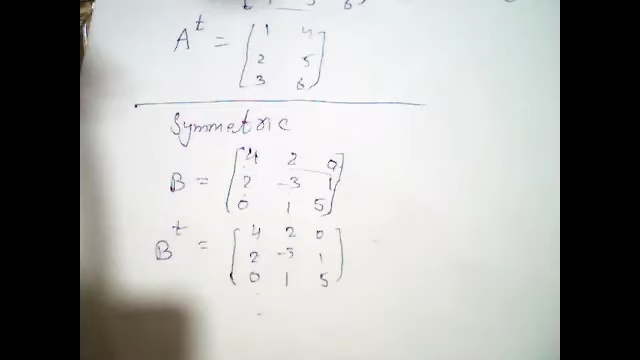 A^t = [1 4
2 5
3 6]
Symmetric
B = [4 2 0
2 -3 1
0 1 5]
B^t = [4 2 0
2 -3 1
0 1 5]